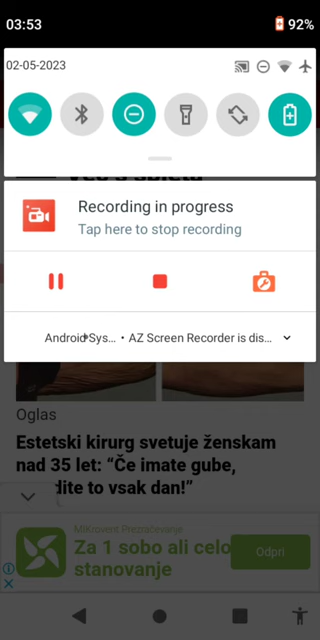 03:53
92%
02-05-2023
Recording in progress
Tap here to stop recording
Android Sys… • AZ Screen Recorder is dis…
Oglas
Estetski kirurg svetuje ženskam
nad 35 let: “Če imate gube,
vsak dan!”
MiKrovent Prezračevanje
Za 1 sobo ali celo
stanovanje
Odpri